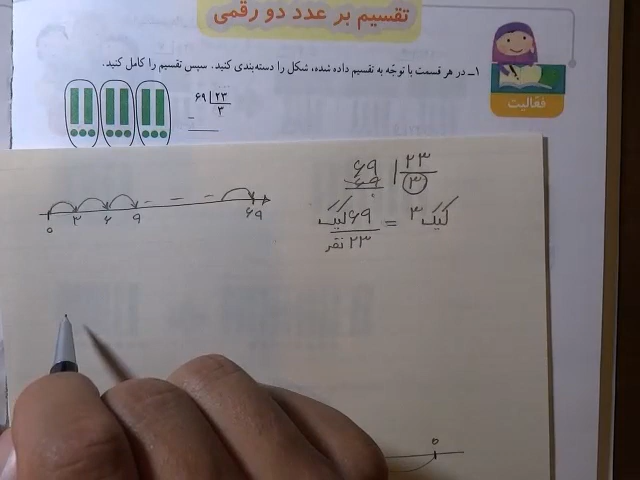 تقسیم بر عدد دو رقمی
فعالیت
۱ــ در هر قسمت با توجّه به تقسیم داده شده، شکل را دسته‌بندی کنید. سپس تقسیم را کامل کنید.
۶۹ ۲۳
۳
−
۶۹ ۲۳
۶۹ ۳
۰
۶۹ کیک = ۳ کیک
۲۳ نفر
۰ ۳ ۶ ۹ ۶۹
۰